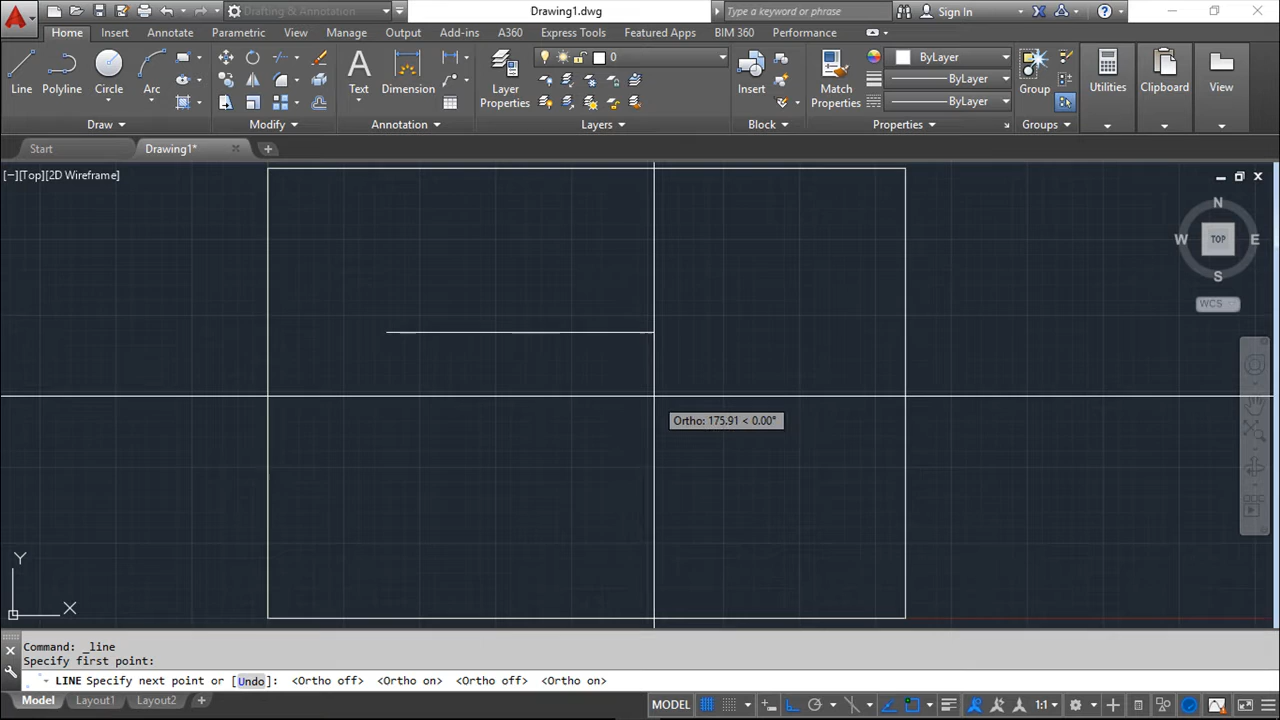 Drafting & Annotation
Drawing1.dwg
Type a keyword or phrase
Sign In
Home Insert Annotate Parametric View Manage Output Add-ins A360 Express Tools Featured Apps BIM 360 Performance
Line Polyline Circle Arc
Text Dimension
Layer Properties
0
Insert
Match Properties
ByLayer
ByLayer
ByLayer
Group
Utilities
Clipboard
View
Draw Modify Annotation Layers Block Properties Groups
Start Drawing1*
[−][Top][2D Wireframe]
N
W TOP E
S
WCS
Ortho: 175.91 < 0.00°
Y
X
Command: _line
Specify first point:
LINE Specify next point or [Undo]: <Ortho off> <Ortho on> <Ortho off> <Ortho on>
Model Layout1 Layout2 +
MODEL 1:1